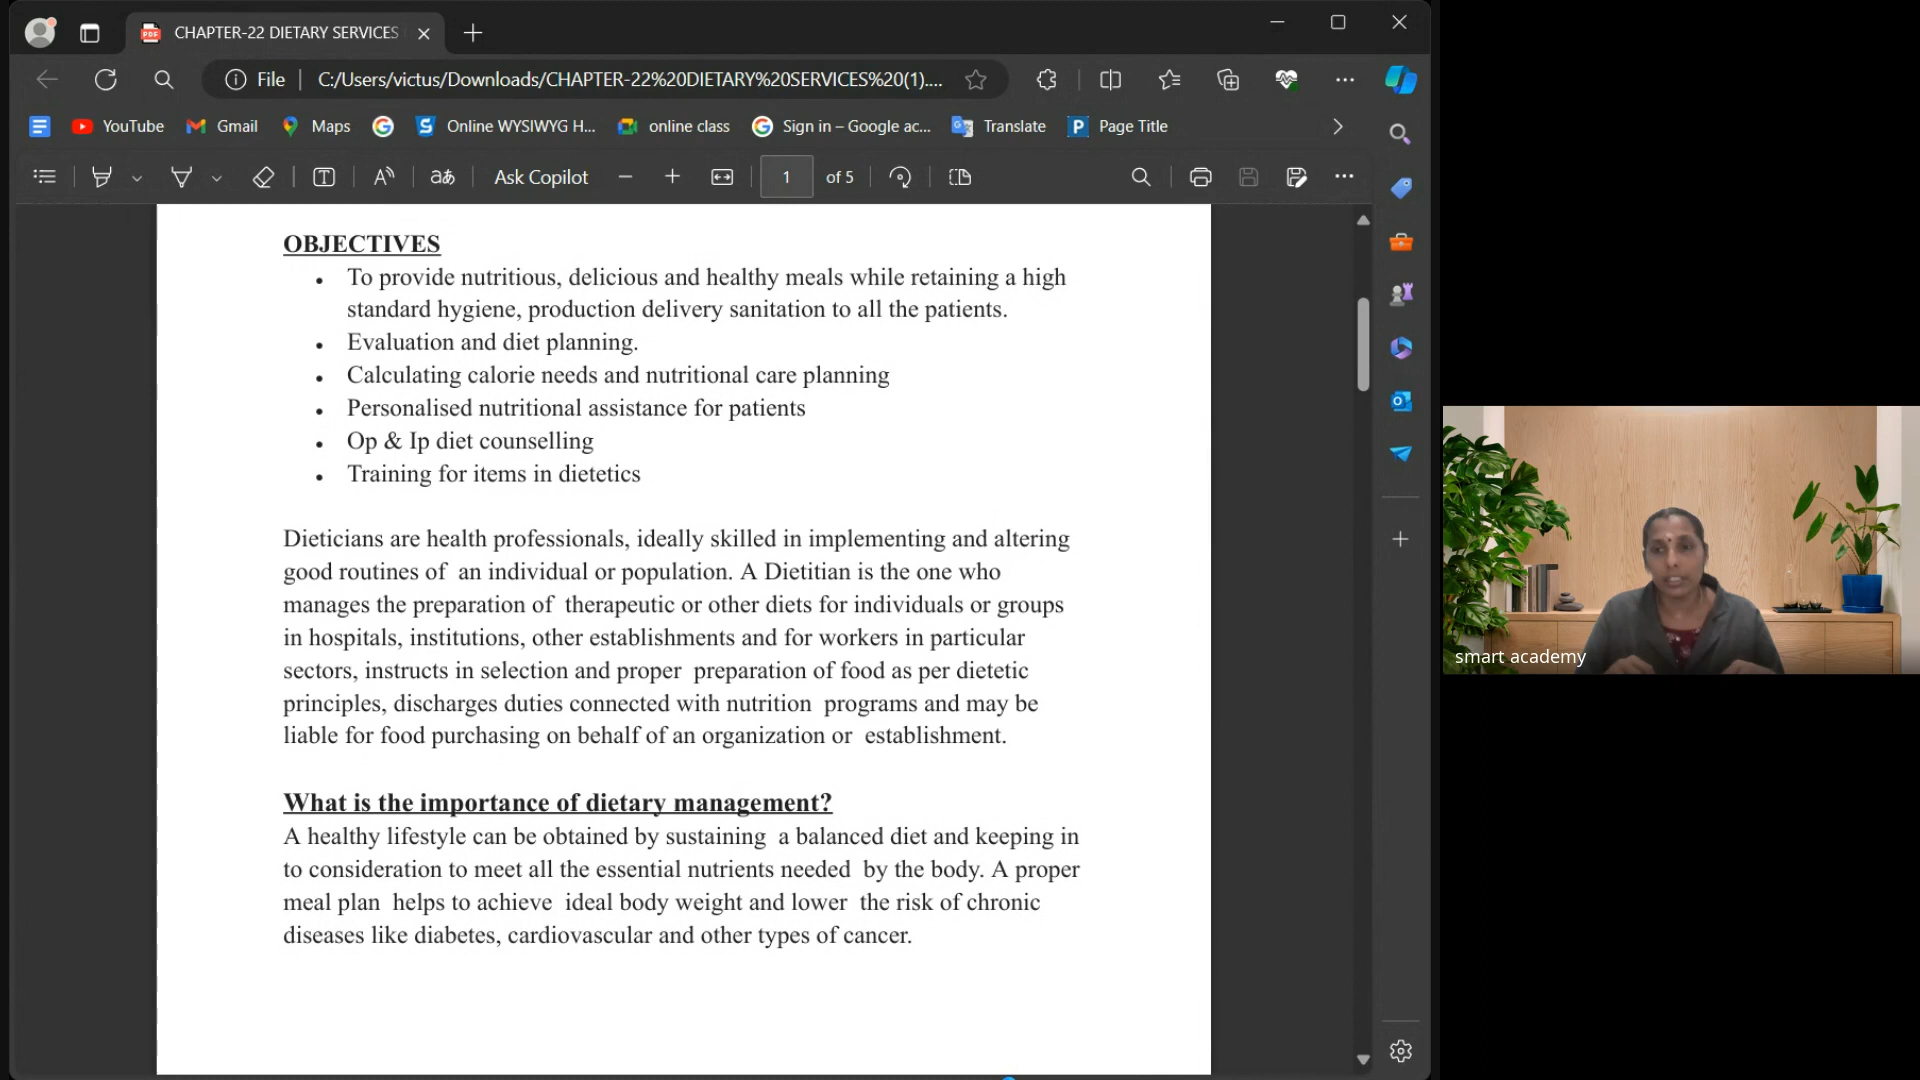 CHAPTER-22 DIETARY SERVICES
File
C:/Users/victus/Downloads/CHAPTER-22%20DIETARY%20SERVICES%20(1)....
YouTube Gmail Maps Online WYSIWYG H... online class Sign in – Google ac... Translate Page Title
Ask Copilot 1 of 5
OBJECTIVES
• To provide nutritious, delicious and healthy meals while retaining a high
standard hygiene, production delivery sanitation to all the patients.
• Evaluation and diet planning.
• Calculating calorie needs and nutritional care planning
• Personalised nutritional assistance for patients
• Op & Ip diet counselling
• Training for items in dietetics
Dieticians are health professionals, ideally skilled in implementing and altering
good routines of an individual or population. A Dietitian is the one who
manages the preparation of therapeutic or other diets for individuals or groups
in hospitals, institutions, other establishments and for workers in particular
sectors, instructs in selection and proper preparation of food as per dietetic
principles, discharges duties connected with nutrition programs and may be
liable for food purchasing on behalf of an organization or establishment.
What is the importance of dietary management?
A healthy lifestyle can be obtained by sustaining a balanced diet and keeping in
to consideration to meet all the essential nutrients needed by the body. A proper
meal plan helps to achieve ideal body weight and lower the risk of chronic
diseases like diabetes, cardiovascular and other types of cancer.
smart academy